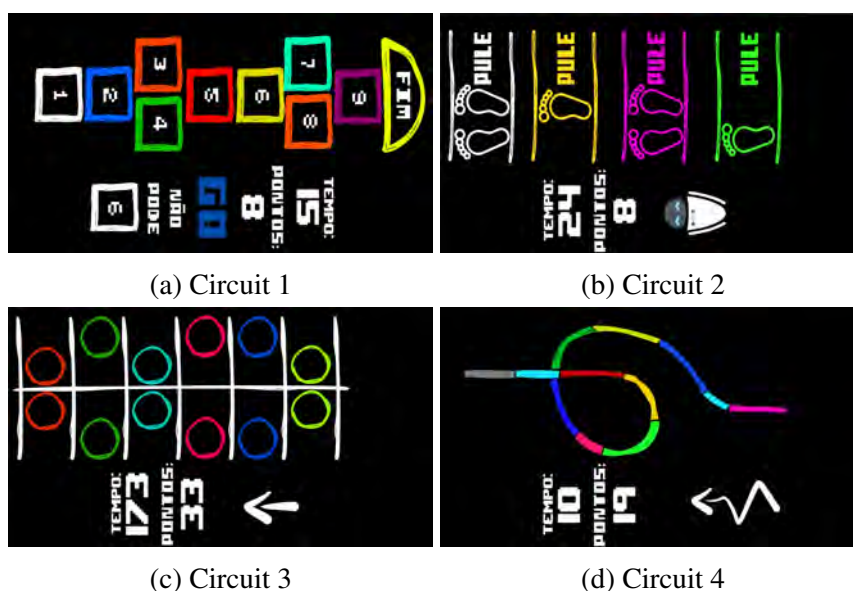 FIM
9
7 8
6
5
3 4
2
1
TEMPO:
15
PONTOS:
8
GO
NÃO
PODE
6
(a) Circuit 1
PULE
PULE
PULE
PULE
TEMPO:
24
PONTOS:
8
(b) Circuit 2
TEMPO:
173
PONTOS:
33
(c) Circuit 3
TEMPO:
10
PONTOS:
19
(d) Circuit 4